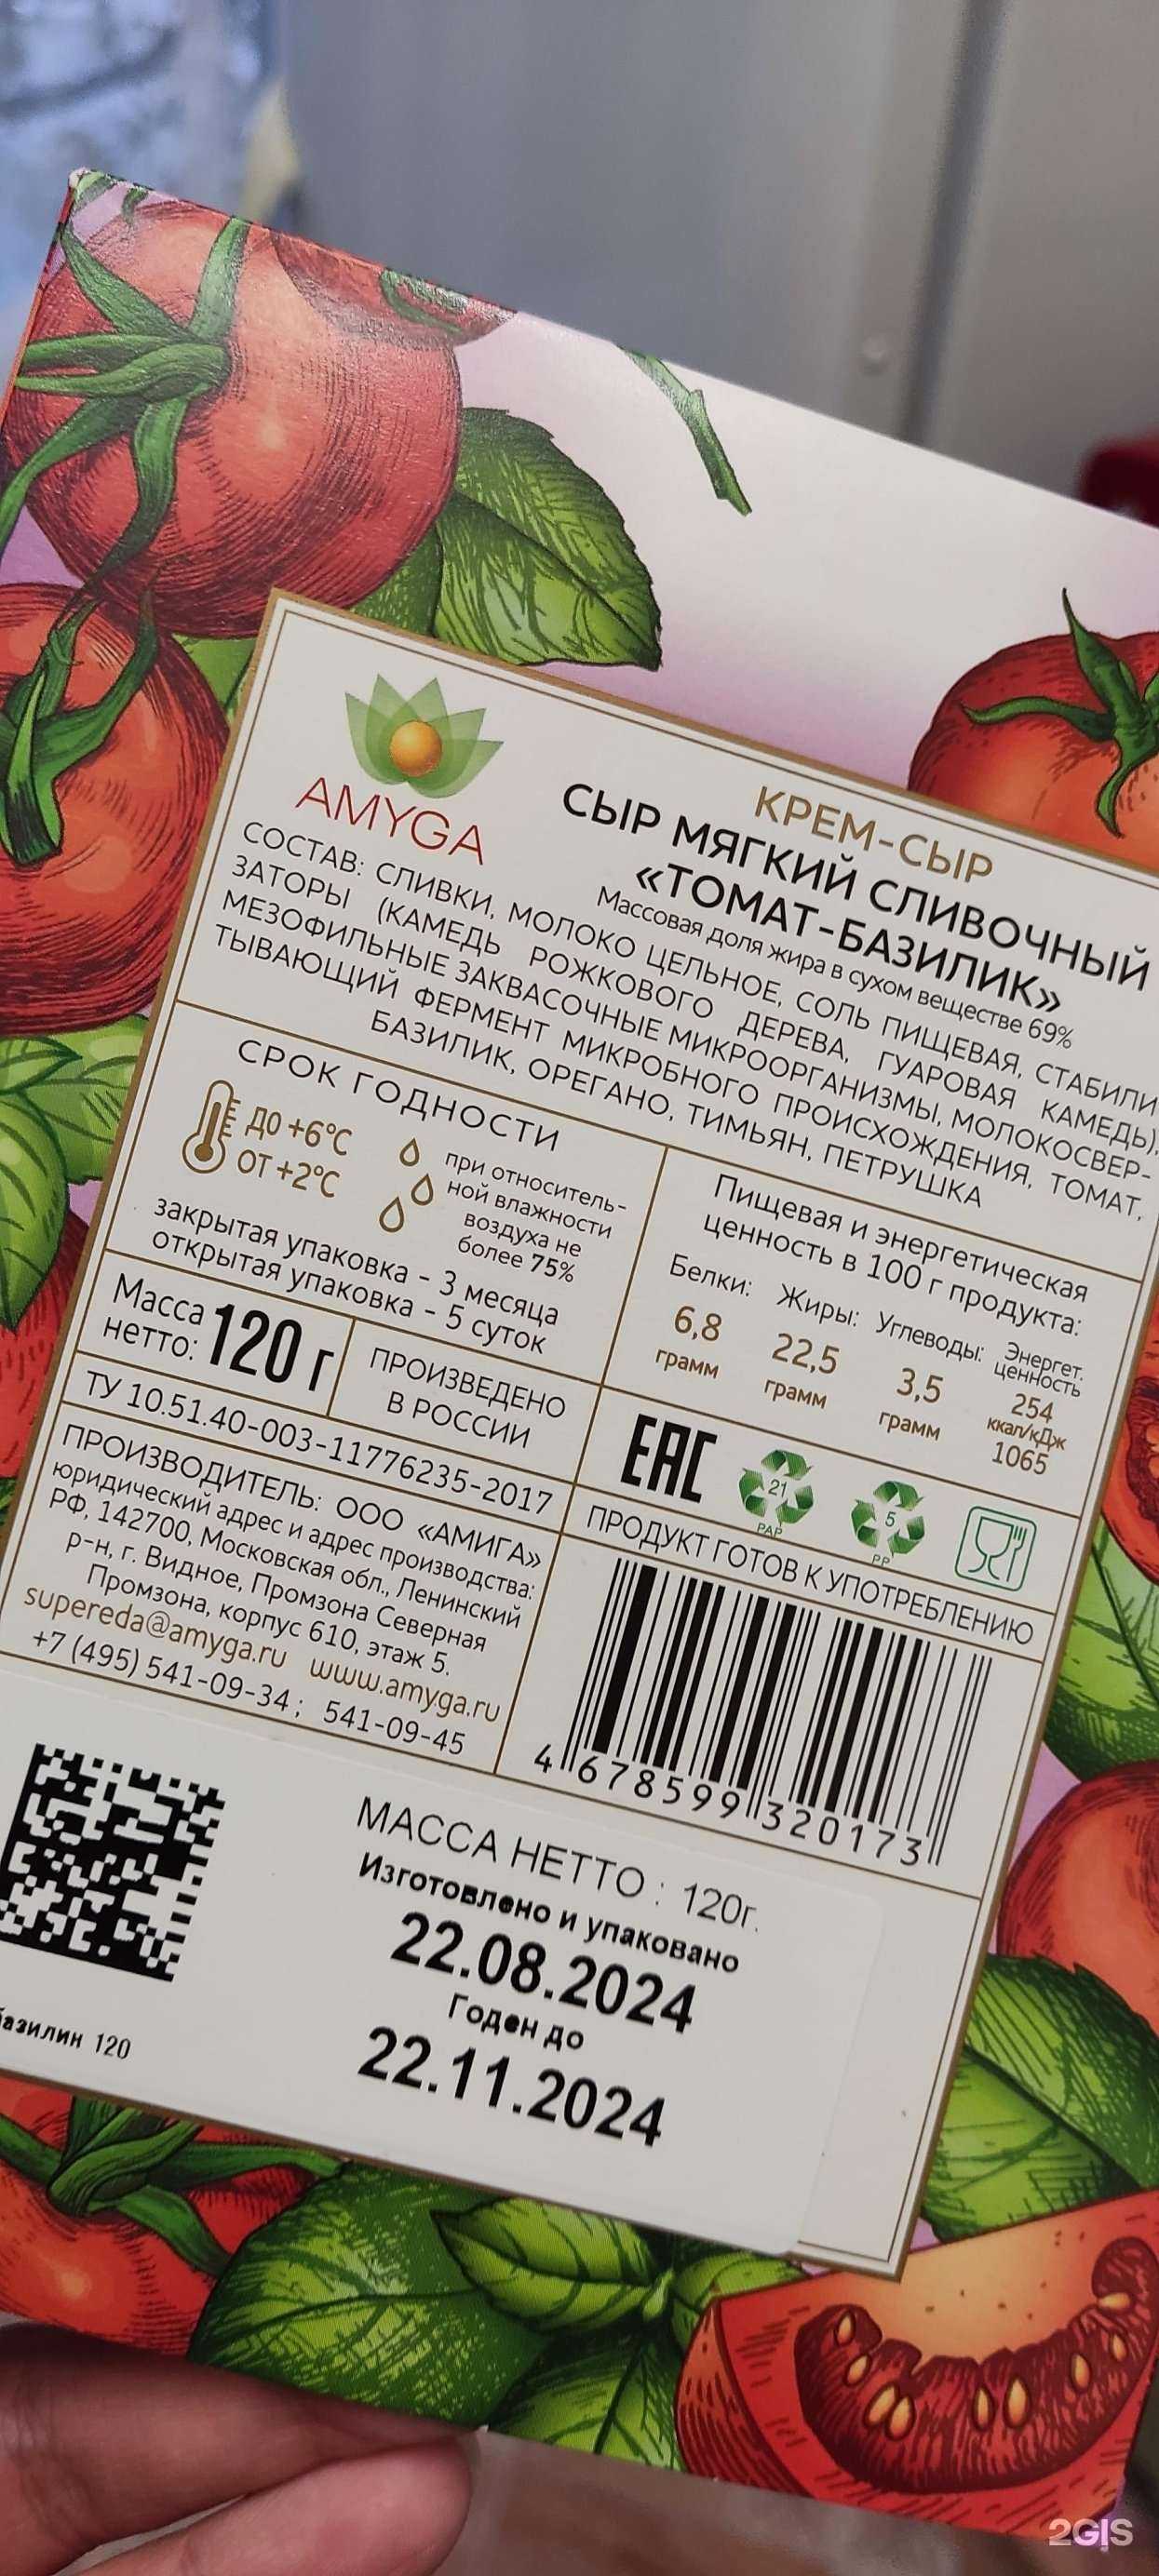 AMYGA
КРЕМ-СЫР
СЫР МЯГКИЙ СЛИВОЧНЫЙ
«ТОМАТ-БАЗИЛИК»
Массовая доля жира в сухом веществе 69%
СОСТАВ: СЛИВКИ, МОЛОКО ЦЕЛЬНОЕ, СОЛЬ ПИЩЕВАЯ, СТАБИЛИ
ЗАТОРЫ (КАМЕДЬ РОЖКОВОГО ДЕРЕВА, ГУАРОВАЯ КАМЕДЬ),
МЕЗОФИЛЬНЫЕ ЗАКВАСОЧНЫЕ МИКРООРГАНИЗМЫ, МОЛОКОСВЕР-
ТЫВАЮЩИЙ ФЕРМЕНТ МИКРОБНОГО ПРОИСХОЖДЕНИЯ, ТОМАТ,
БАЗИЛИК, ОРЕГАНО, ТИМЬЯН, ПЕТРУШКА
СРОК ГОДНОСТИ
ДО +6°C
ОТ +2°C
при относитель-
ной влажности
воздуха не
более 75%
закрытая упаковка - 3 месяца
открытая упаковка - 5 суток
Пищевая и энергетическая
ценность в 100 г продукта:
Белки: Жиры: Углеводы: Энергет. ценность
6,8 грамм
22,5 грамм
3,5 грамм
254
ккал/кДж
1065
Масса нетто: 120 г
ПРОИЗВЕДЕНО
В РОССИИ
ТУ 10.51.40-003-11776235-2017
EAC
21
PAP
5
PP
ПРОИЗВОДИТЕЛЬ: ООО «АМИГА»
юридический адрес и адрес производства:
РФ, 142700, Московская обл., Ленинский
р-н, г. Видное, Промзона Северная
Промзона, корпус 610, этаж 5.
supereda@amyga.ru www.amyga.ru
+7 (495) 541-09-34; 541-09-45
ПРОДУКТ ГОТОВ К УПОТРЕБЛЕНИЮ
4 678599 320173
МАССА НЕТТО : 120г.
Изготовлено и упаковано
22.08.2024
Годен до
22.11.2024
базилик 120
2GIS